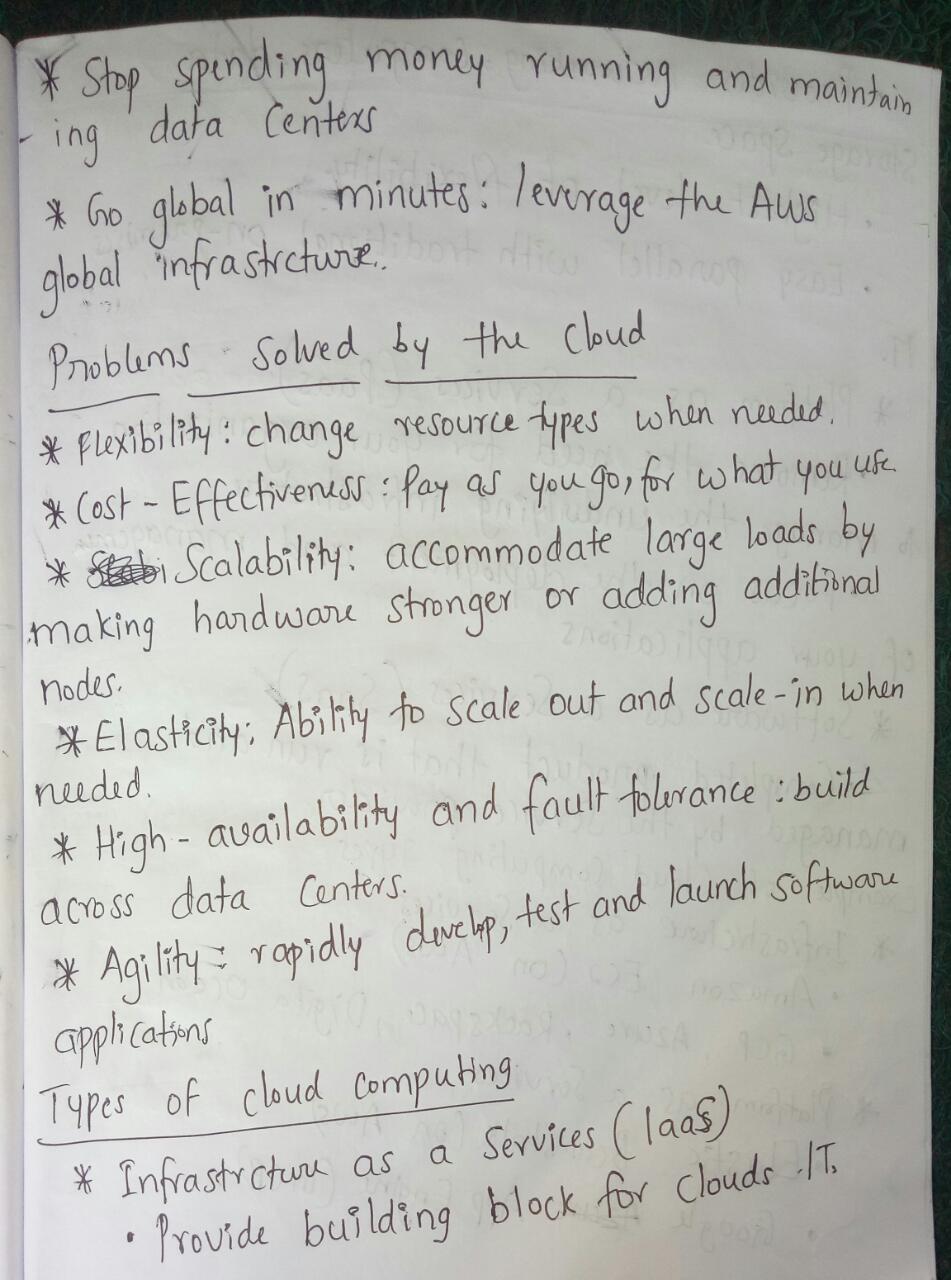 * Stop spending money running and maintain
- ing data Centers
* Go global in minutes: leverage the AWS
global infrastrcture.
Problems Solved by the Cloud
* Flexibility: change resource types when needed.
* Cost - Effectiveness: Pay as you go, for what you use
* Scalability: accommodate large loads by
making hardware stronger or adding additional
nodes.
* Elasticity: Ability to scale out and scale-in when
needed.
* High - availability and fault tolerance: build
across data Centers.
* Agility: rapidly develop, test and launch software
applications
Types of cloud computing
* Infrastrcture as a Services (IaaS)
• Provide building block for clouds IT.